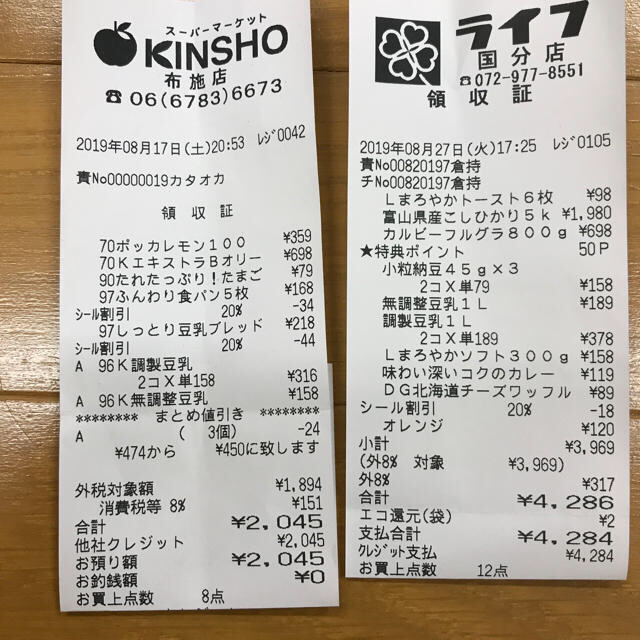 スーパーマーケット
KINSHO
布施店
☎ 06(6783)6673
2019年08月17日(土)20:53 ﾚｼﾞ0042
責No00000019カタオカ
領収証
70ポッカレモン100 ¥359
70KエキストラBオリー ¥698
90たれたっぷり!たまご ¥79
97ふんわり食パン5枚 ¥168
ｼｰﾙ割引 20% -34
97しっとり豆乳ブレッド ¥218
ｼｰﾙ割引 20% -44
A 96K調製豆乳
2コX単158 ¥316
A 96K無調整豆乳 ¥158
******** まとめ値引き ********
A ( 3個) -24
¥474から ¥450に致します
外税対象額 ¥1,894
消費税等 8% ¥151
合計 ¥2,045
他社クレジット ¥2,045
お預り額 ¥2,045
お釣銭額 ¥0
お買上点数 8点
ライフ
国分店
☎072-977-8551
領収証
2019年08月27日(火)17:25 ﾚｼﾞ0105
責No00820197倉持
チNo00820197倉持
Lまろやかトースト6枚 ¥98
富山県産こしひかり5k ¥1,980
カルビーフルグラ800g ¥698
★特典ポイント 50P
小粒納豆45g×3
2コX単79 ¥158
無調整豆乳1L ¥189
調製豆乳1L
2コX単189 ¥378
Lまろやかソフト300g ¥158
味わい深いコクのカレー ¥119
DG北海道チーズワッフル ¥89
シール割引 20% -18
オレンジ ¥120
小計 ¥3,969
(外8% 対象 ¥3,969)
外8% ¥317
合計 ¥4,286
エコ還元(袋) ¥2
支払合計 ¥4,284
ｸﾚｼﾞｯﾄ支払 ¥4,284
お買上点数 12点